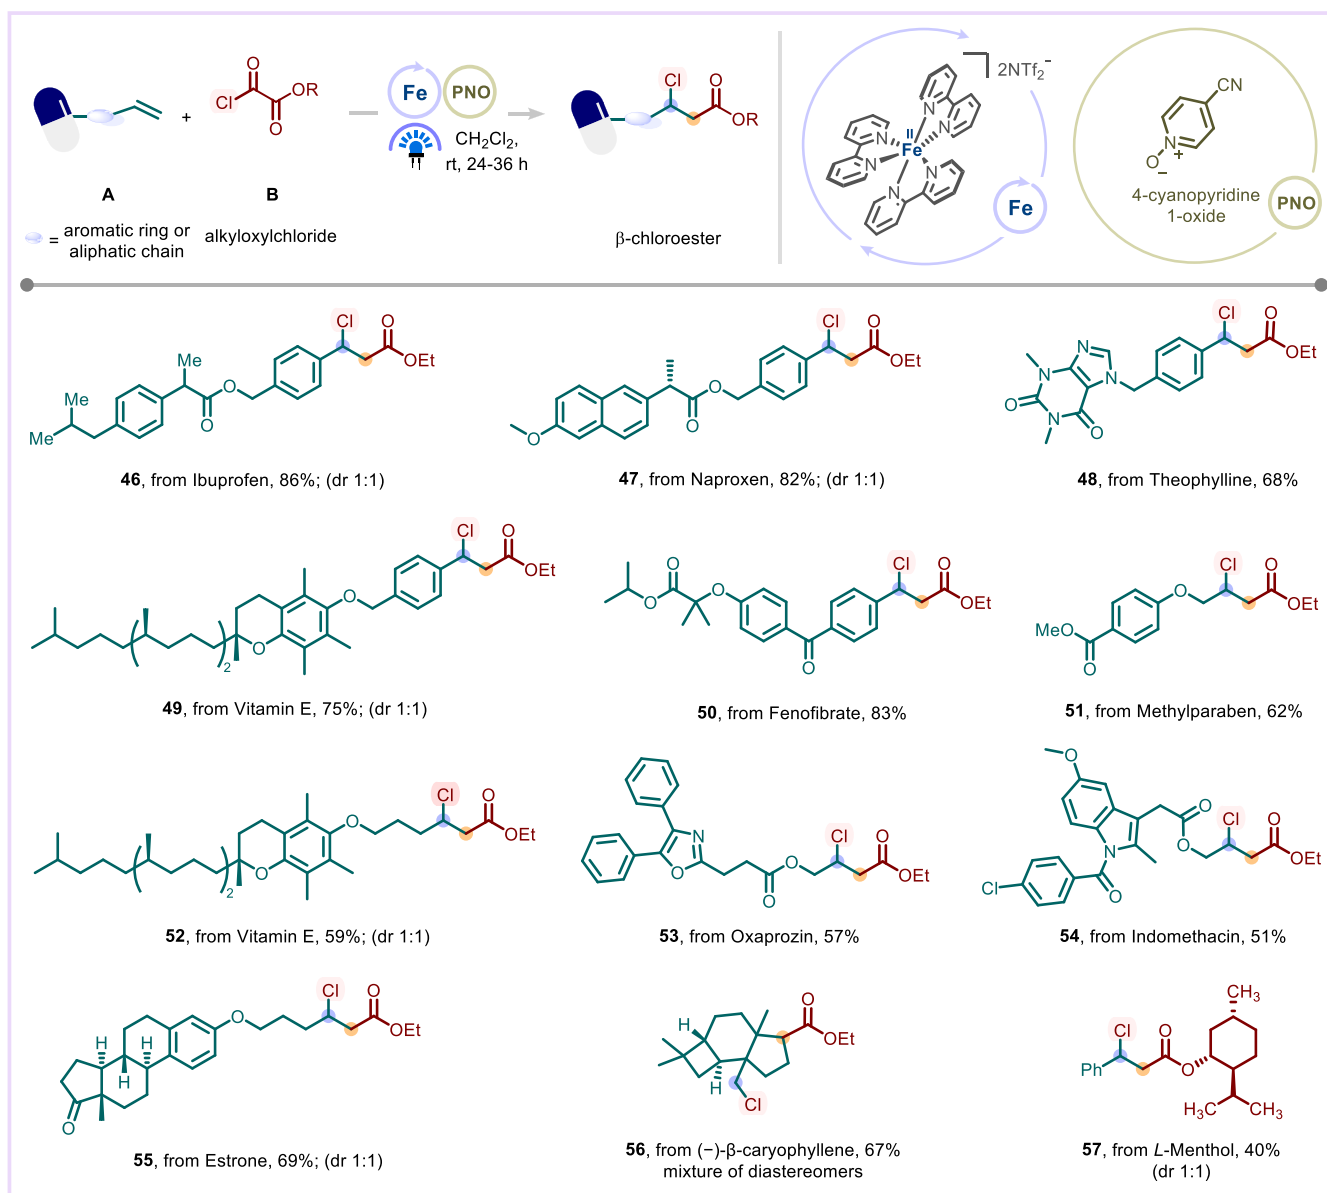 Cl
O
O
OR
+
Fe
PNO
CH2Cl2,
rt, 24-36 h
Cl
O
OR
A
B
= aromatic ring or
aliphatic chain
alkyloxylchloride
β-chloroester
N
N
N
N
N
N
II
Fe
2NTf2−
Fe
CN
N
+
O
−
4-cyanopyridine
1-oxide
PNO
Me
Me
Me
O
O
Cl
O
OEt
46, from Ibuprofen, 86%; (dr 1:1)
O
O
O
Cl
O
OEt
47, from Naproxen, 82%; (dr 1:1)
N
N
N
N
O
O
Cl
O
OEt
48, from Theophylline, 68%
2
O
O
Cl
O
OEt
49, from Vitamin E, 75%; (dr 1:1)
O
O
O
O
Cl
O
OEt
50, from Fenofibrate, 83%
MeO
O
O
Cl
O
OEt
51, from Methylparaben, 62%
2
O
O
Cl
O
OEt
52, from Vitamin E, 59%; (dr 1:1)
N
O
O
O
Cl
O
OEt
53, from Oxaprozin, 57%
O
Cl
N
O
O
O
Cl
O
OEt
54, from Indomethacin, 51%
O
H
H
H
O
Cl
O
OEt
55, from Estrone, 69%; (dr 1:1)
H
H
O
OEt
Cl
56, from (−)-β-caryophyllene, 67%
mixture of diastereomers
Ph
Cl
O
O
CH3
H3C
CH3
57, from L-Menthol, 40%
(dr 1:1)